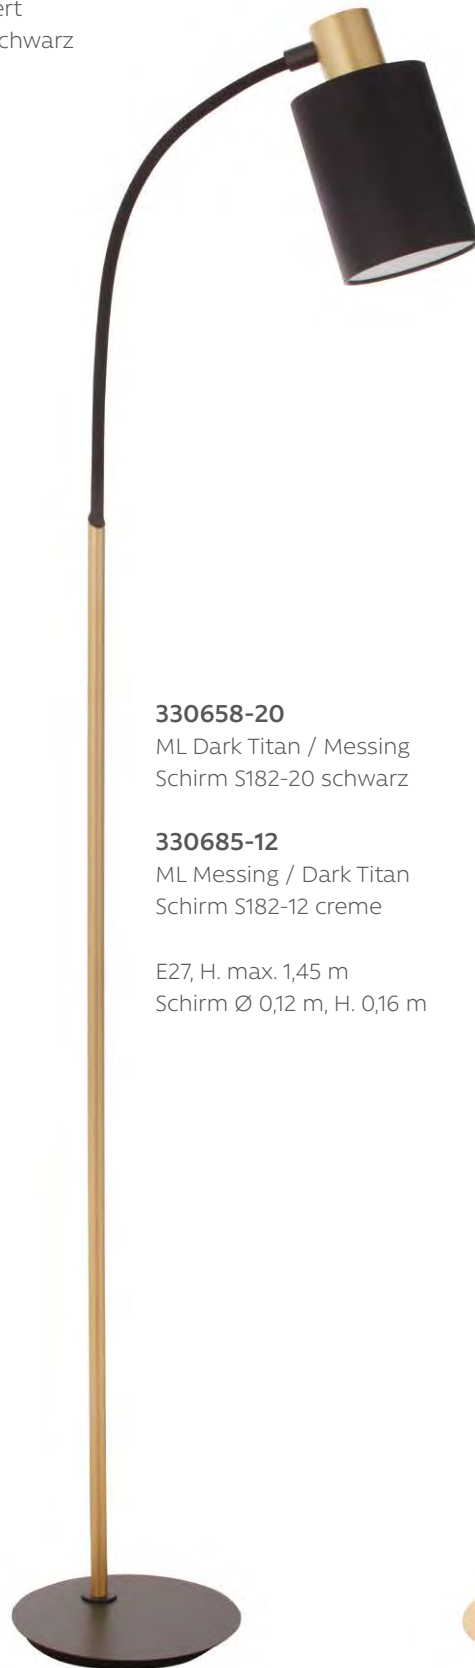 330658-20
ML Dark Titan / Messing
Schirm S182-20 schwarz
330685-12
ML Messing / Dark Titan
Schirm S182-12 creme
E27, H. max. 1,45 m
Schirm Ø 0,12 m, H. 0,16 m